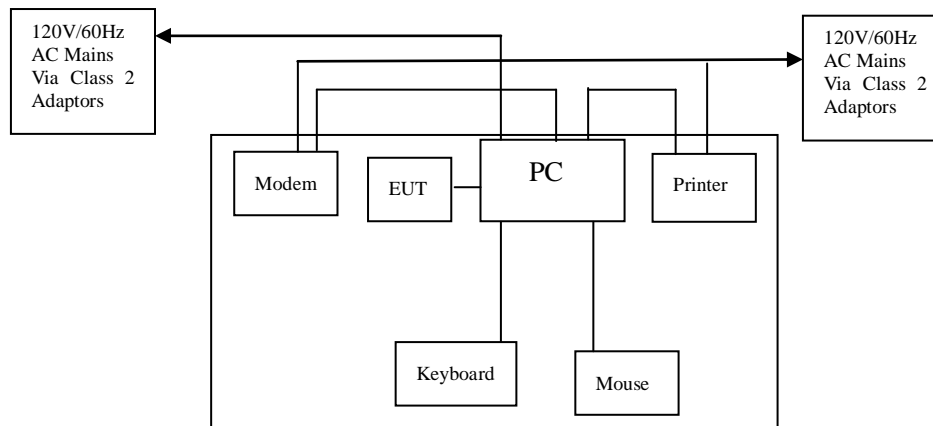 120V/60Hz
AC Mains
Via Class 2
Adaptors
120V/60Hz
AC Mains
Via Class 2
Adaptors
Modem
EUT
PC
Printer
Keyboard
Mouse